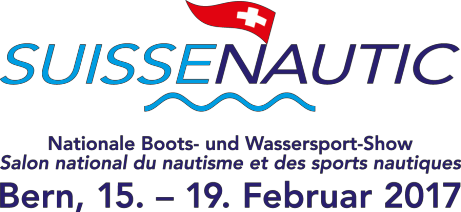 SUISSENAUTIC
Nationale Boots- und Wassersport-Show
Salon national du nautisme et des sports nautiques
Bern, 15. – 19. Februar 2017